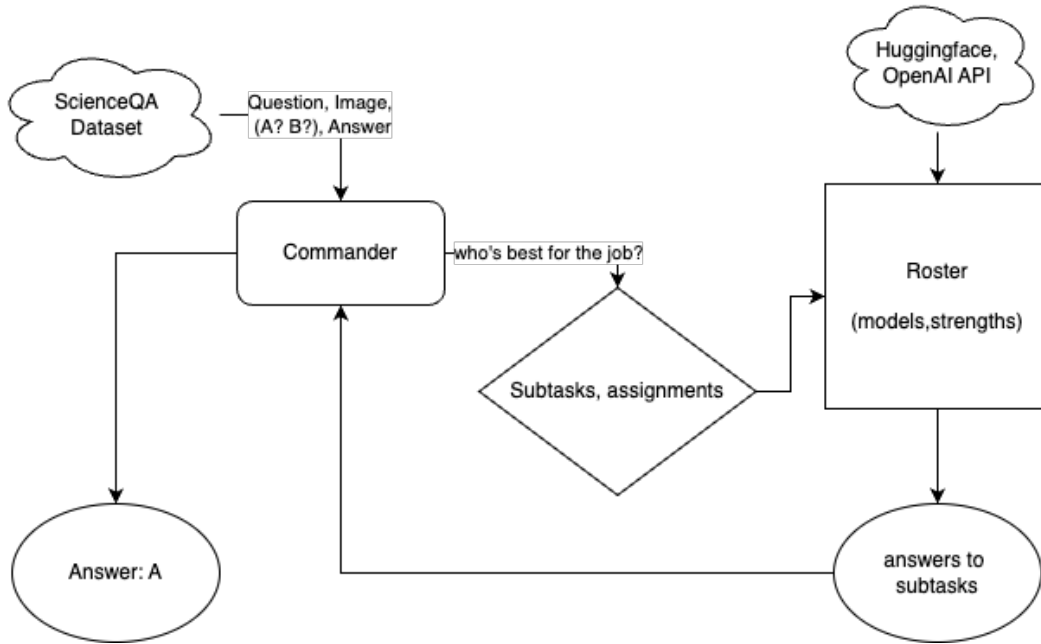 Huggingface,
OpenAI API
ScienceQA
Dataset
Question, Image,
(A? B?), Answer
Commander
who's best for the job?
Roster
(models,strengths)
Subtasks, assignments
Answer: A
answers to
subtasks